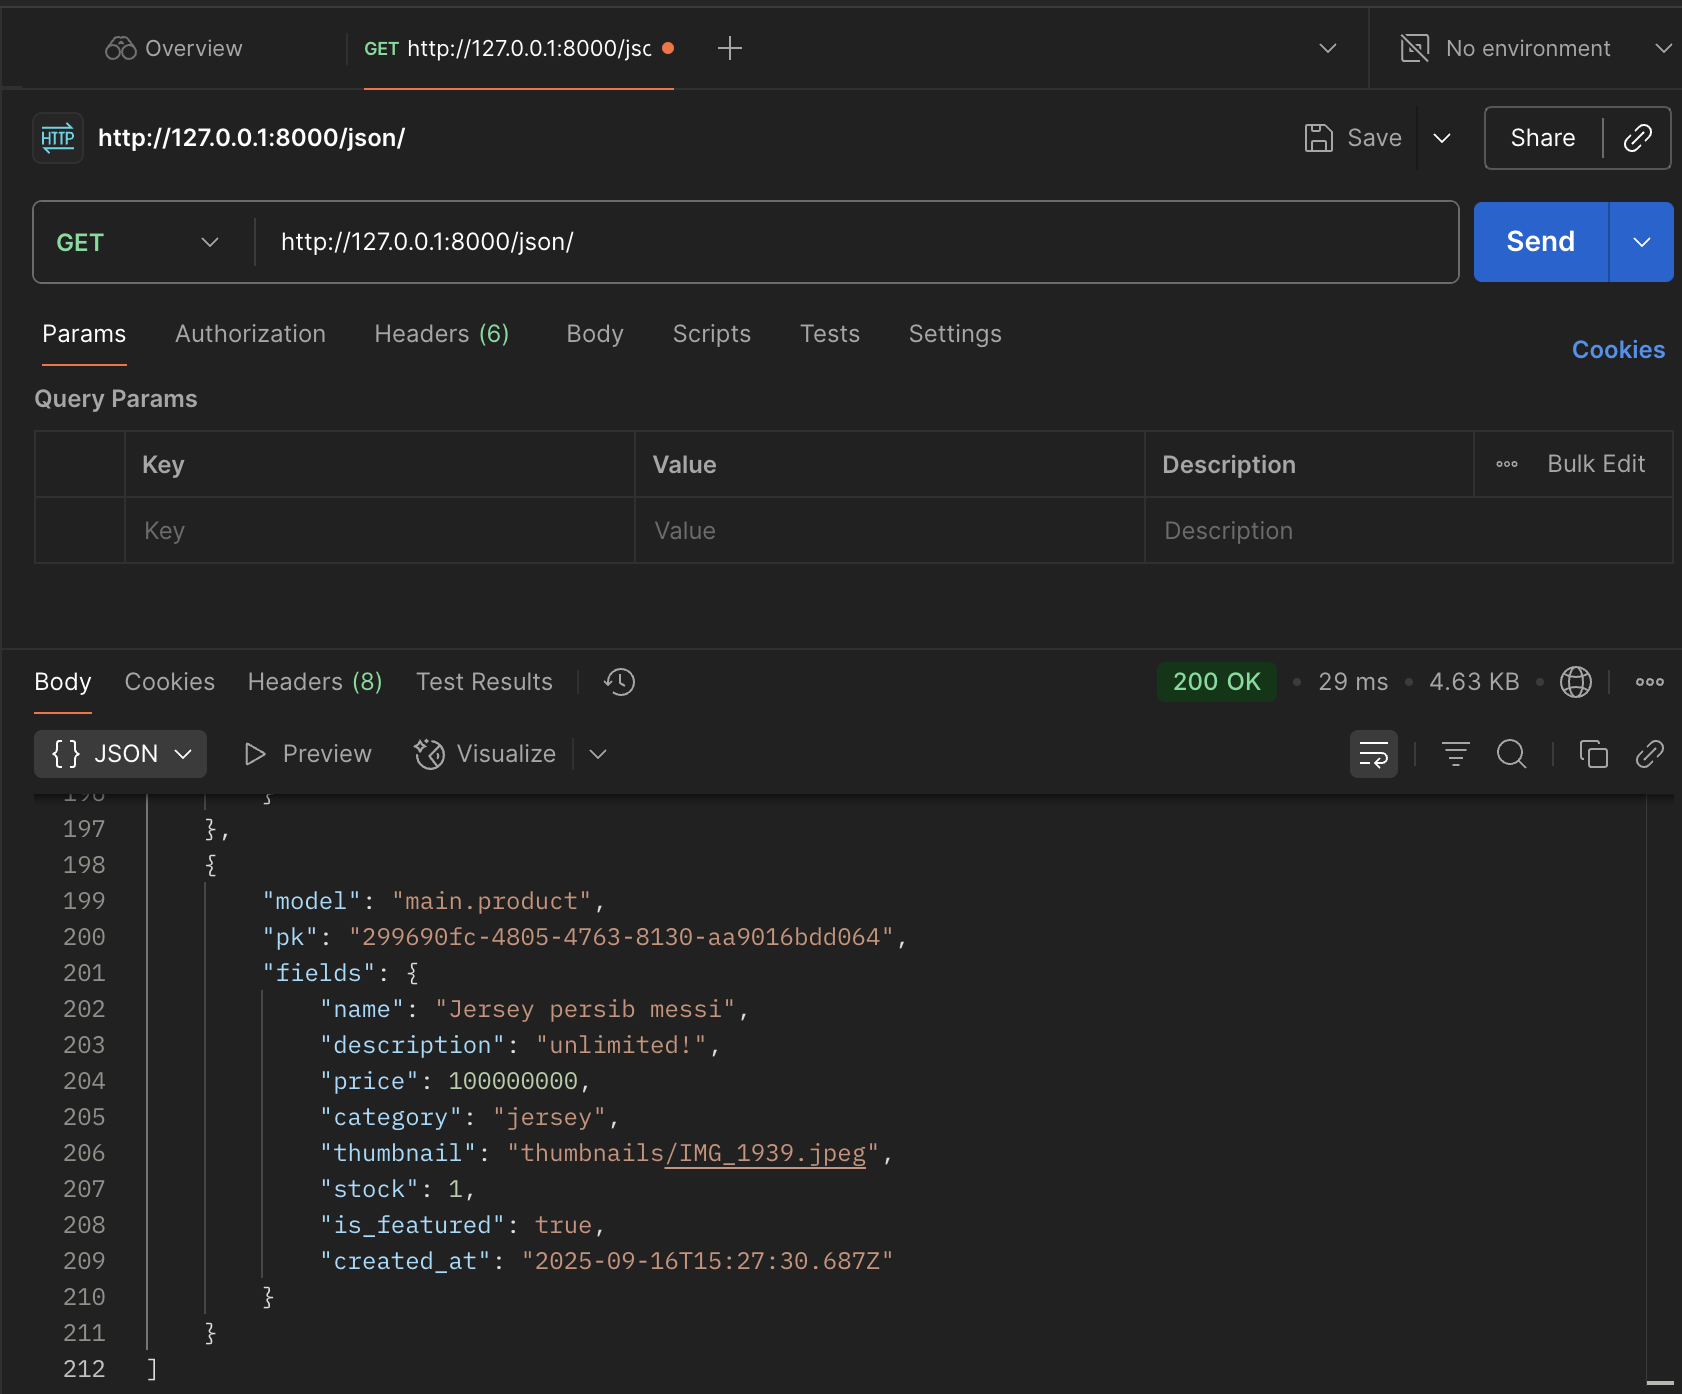 Overview
GET http://127.0.0.1:8000/jsc
No environment
HTTP http://127.0.0.1:8000/json/
Save
Share
GET
http://127.0.0.1:8000/json/
Send
Params Authorization Headers (6) Body Scripts Tests Settings
Cookies
Query Params
Key Value Description Bulk Edit
Key Value Description
Body Cookies Headers (8) Test Results
200 OK • 29 ms • 4.63 KB •
{} JSON Preview Visualize
196 }
197 },
198 {
199 "model": "main.product",
200 "pk": "299690fc-4805-4763-8130-aa9016bdd064",
201 "fields": {
202 "name": "Jersey persib messi",
203 "description": "unlimited!",
204 "price": 100000000,
205 "category": "jersey",
206 "thumbnail": "thumbnails/IMG_1939.jpeg",
207 "stock": 1,
208 "is_featured": true,
209 "created_at": "2025-09-16T15:27:30.687Z"
210 }
211 }
212 ]